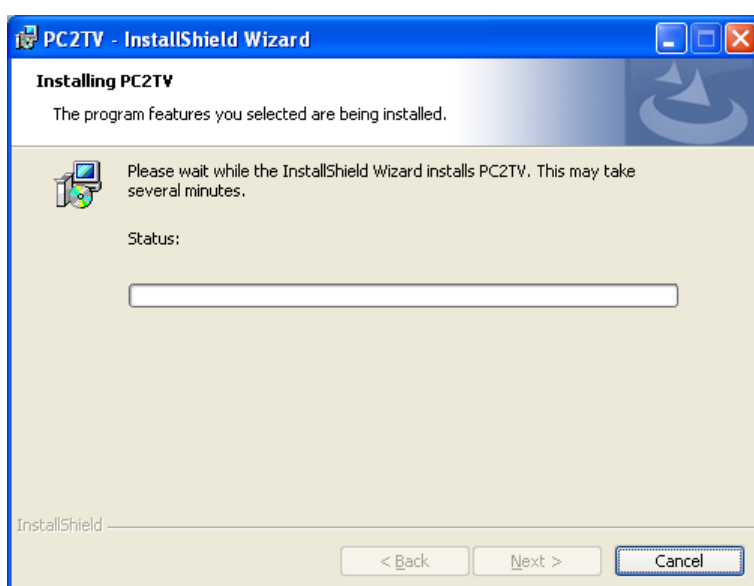 PC2TV - InstallShield Wizard
Installing PC2TV
The program features you selected are being installed.
Please wait while the InstallShield Wizard installs PC2TV. This may take
several minutes.
Status:
InstallShield
< Back Next > Cancel